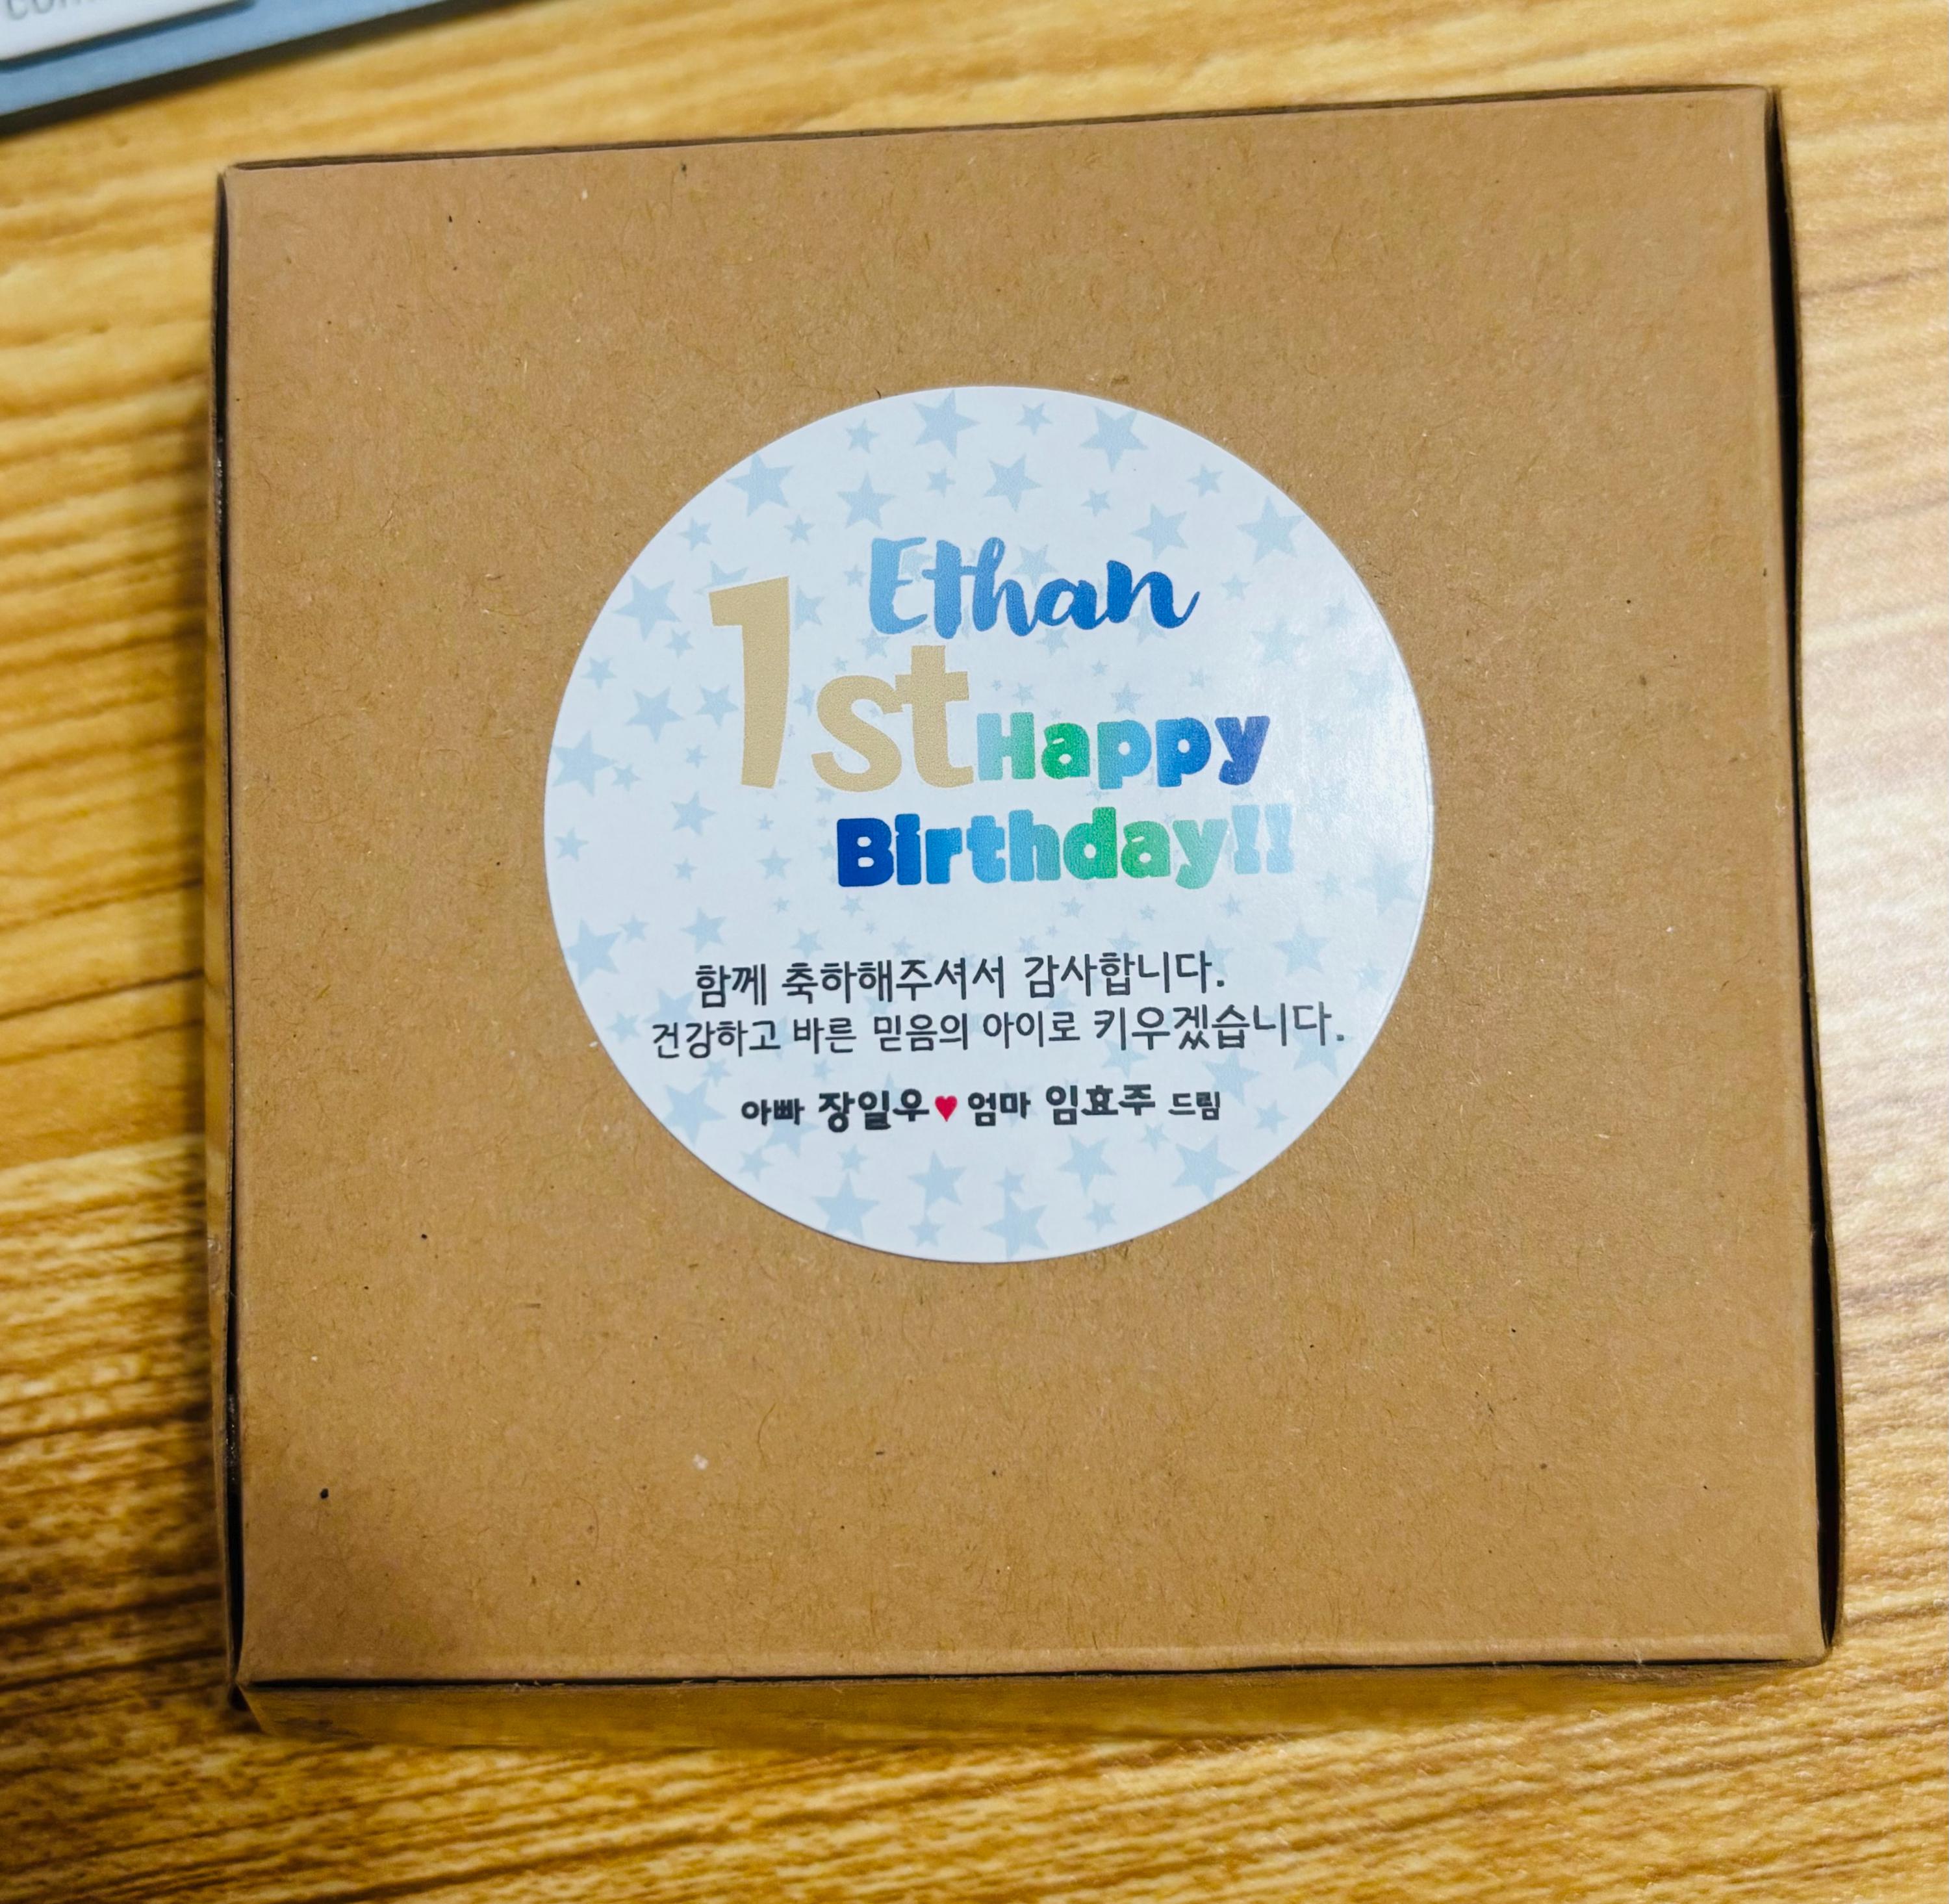 Ethan
1st Happy
Birthday!!
함께 축하해주셔서 감사합니다.
건강하고 바른 믿음의 아이로 키우겠습니다.
아빠 장일우♥엄마 임효주 드림